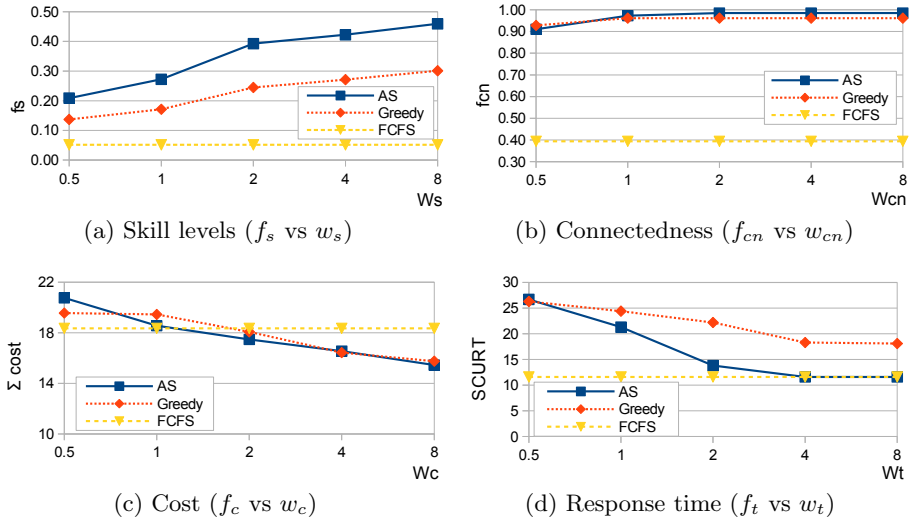 0.50
0.40
0.30
0.20
0.10
0.00
fs
AS
Greedy
FCFS
0.5 1 2 4 8
Ws
(a) Skill levels (fs vs ws)
1.00
0.90
0.80
0.70
0.60
0.50
0.40
0.30
fcn
AS
Greedy
FCFS
0.5 1 2 4 8
Wcn
(b) Connectedness (fcn vs wcn)
22
18
14
10
Σ cost
AS
Greedy
FCFS
0.5 1 2 4 8
Wc
(c) Cost (fc vs wc)
30
25
20
15
10
5
0
SCURT
AS
Greedy
FCFS
0.5 1 2 4 8
Wt
(d) Response time (ft vs wt)